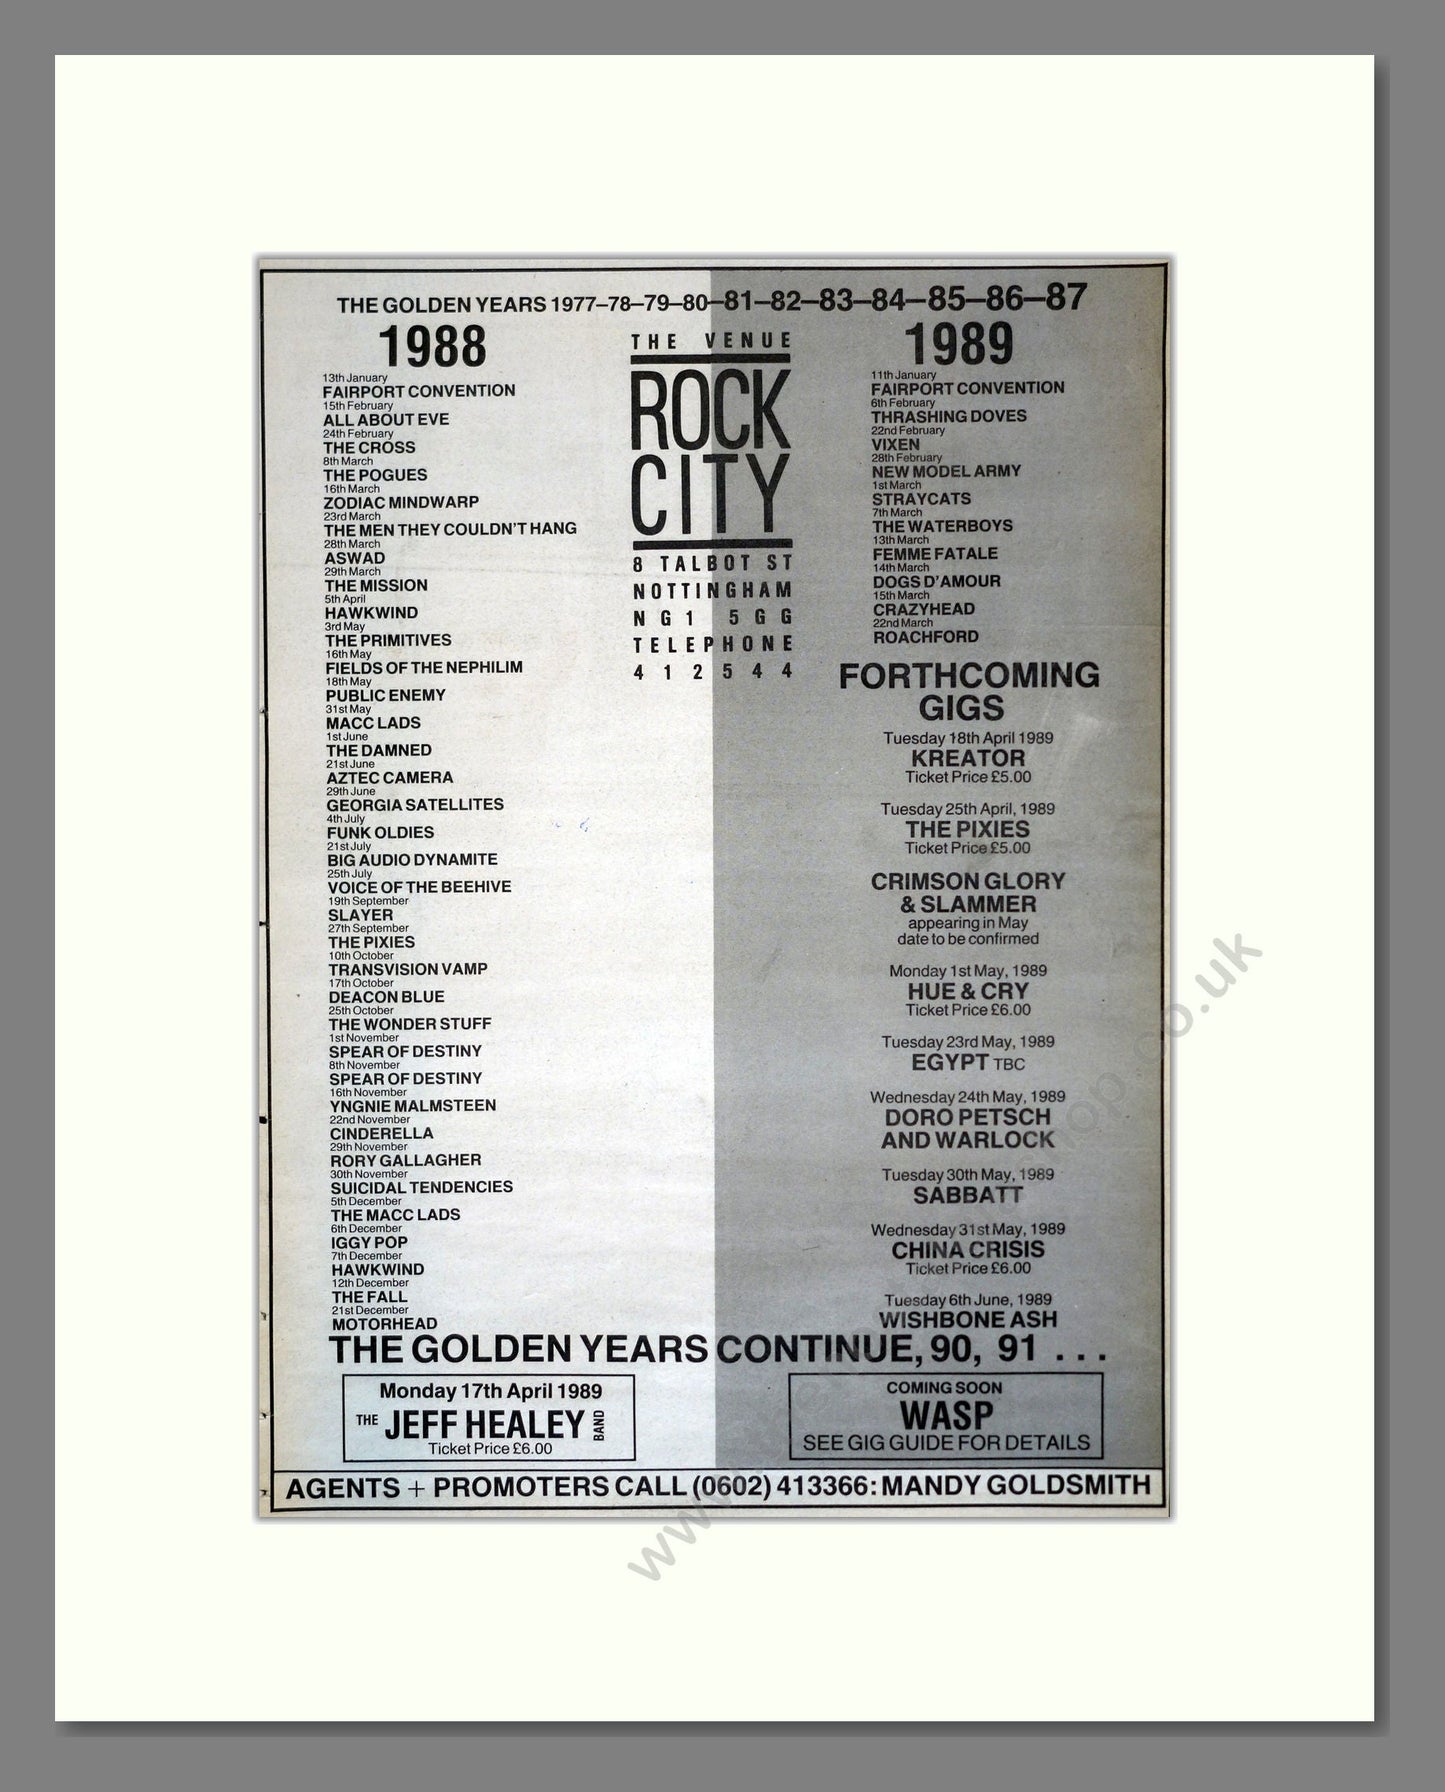 THE GOLDEN YEARS 1977–78–79–80–81–82–83–84–85–86–87
1988
13th January
FAIRPORT CONVENTION
15th February
ALL ABOUT EVE
24th February
THE CROSS
8th March
THE POGUES
16th March
ZODIAC MINDWARP
23rd March
THE MEN THEY COULDN'T HANG
28th March
ASWAD
29th March
THE MISSION
5th April
HAWKWIND
3rd May
THE PRIMITIVES
16th May
FIELDS OF THE NEPHILIM
18th May
PUBLIC ENEMY
31st May
MACC LADS
1st June
THE DAMNED
21st June
AZTEC CAMERA
29th June
GEORGIA SATELLITES
4th July
FUNK OLDIES
21st July
BIG AUDIO DYNAMITE
25th July
VOICE OF THE BEEHIVE
19th September
SLAYER
27th September
THE PIXIES
10th October
TRANSVISION VAMP
17th October
DEACON BLUE
25th October
THE WONDER STUFF
1st November
SPEAR OF DESTINY
8th November
SPEAR OF DESTINY
16th November
YNGNIE MALMSTEEN
22nd November
CINDERELLA
29th November
RORY GALLAGHER
30th November
SUICIDAL TENDENCIES
5th December
THE MACC LADS
6th December
IGGY POP
7th December
HAWKWIND
12th December
THE FALL
21st December
MOTORHEAD
THE VENUE
ROCK
CITY
8 TALBOT ST
NOTTINGHAM
NG1 5GG
TELEPHONE
412544
1989
11th January
FAIRPORT CONVENTION
6th February
THRASHING DOVES
22nd February
VIXEN
28th February
NEW MODEL ARMY
1st March
STRAYCATS
7th March
THE WATERBOYS
13th March
FEMME FATALE
14th March
DOGS D'AMOUR
15th March
CRAZYHEAD
22nd March
ROACHFORD
FORTHCOMING
GIGS
Tuesday 18th April 1989
KREATOR
Ticket Price £5.00
Tuesday 25th April, 1989
THE PIXIES
Ticket Price £5.00
CRIMSON GLORY
& SLAMMER
appearing in May
date to be confirmed
Monday 1st May, 1989
HUE & CRY
Ticket Price £6.00
Tuesday 23rd May, 1989
EGYPT TBC
Wednesday 24th May, 1989
DORO PETSCH
AND WARLOCK
Tuesday 30th May, 1989
SABBATT
Wednesday 31st May, 1989
CHINA CRISIS
Ticket Price £6.00
Tuesday 6th June, 1989
WISHBONE ASH
THE GOLDEN YEARS CONTINUE, 90, 91 . . .
Monday 17th April 1989
THE JEFF HEALEY BAND
Ticket Price £6.00
COMING SOON
WASP
SEE GIG GUIDE FOR DETAILS
AGENTS + PROMOTERS CALL (0602) 413366: MANDY GOLDSMITH